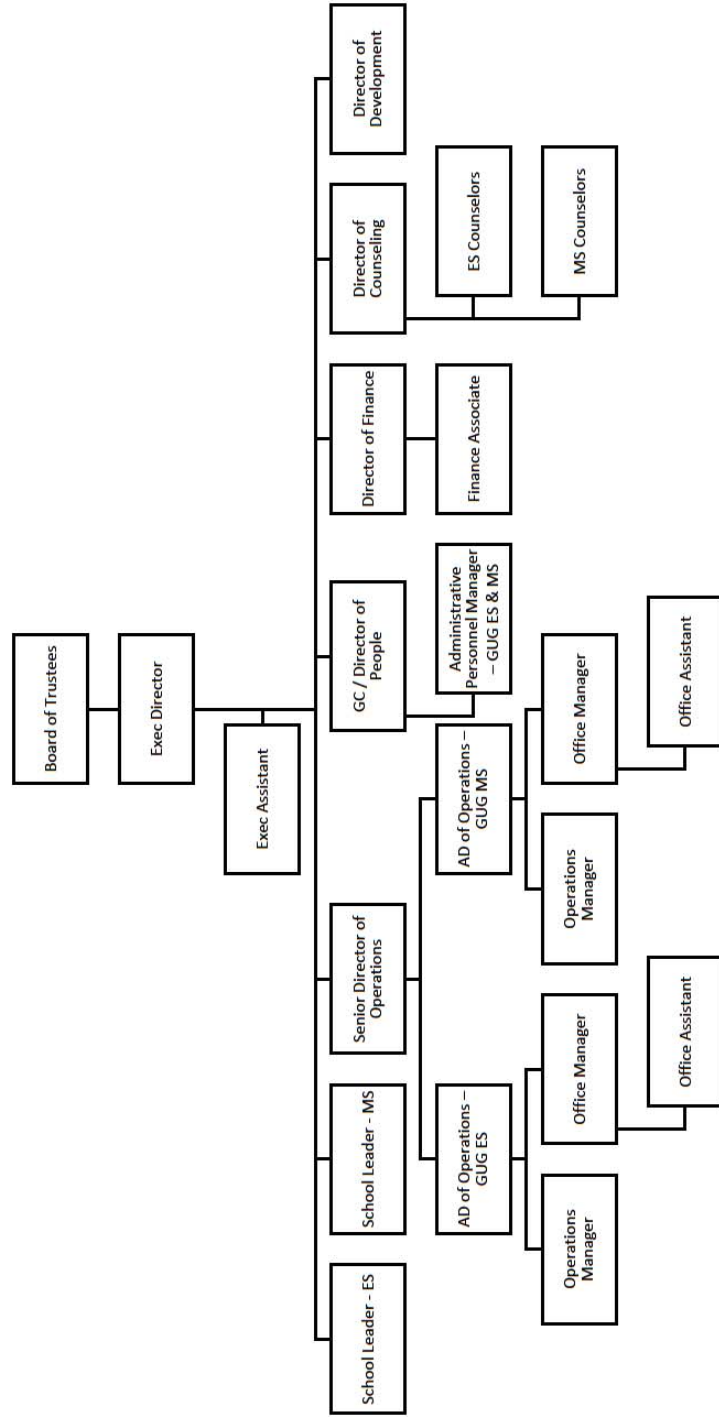 Board of Trustees
Exec Director
Exec Assistant
School Leader - ES
School Leader - MS
Senior Director of
Operations
GC / Director of
People
Director of Finance
Director of
Counseling
Director of
Development
AD of Operations –
GUG ES
AD of Operations –
GUG MS
Administrative
Personnel Manager
– GUG ES & MS
Finance Associate
ES Counselors
Operations
Manager
Office Manager
Operations
Manager
Office Manager
MS Counselors
Office Assistant
Office Assistant